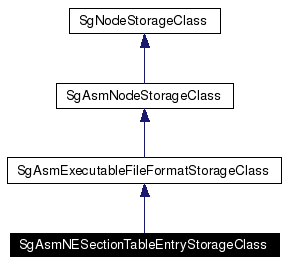 SgNodeStorageClass
SgAsmNodeStorageClass
SgAsmExecutableFileFormatStorageClass
SgAsmNESectionTableEntryStorageClass